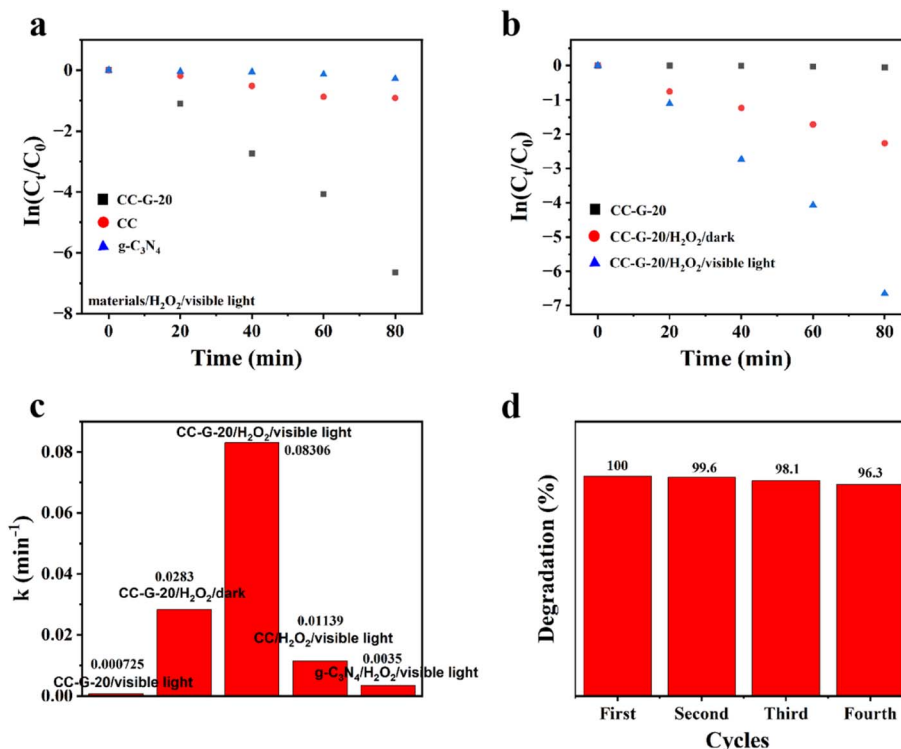 a
In(Cₜ/C₀)
0
−2
−4
−6
−8
CC-G-20
CC
g-C₃N₄
materials/H₂O₂/visible light
0 20 40 60 80
Time (min)
b
In(Cₜ/C₀)
0
−1
−2
−3
−4
−5
−6
−7
CC-G-20
CC-G-20/H₂O₂/dark
CC-G-20/H₂O₂/visible light
0 20 40 60 80
Time (min)
c
k (min⁻¹)
0.08
0.06
0.04
0.02
0.00
CC-G-20/H₂O₂/visible light
0.08306
0.0283
CC-G-20/H₂O₂/dark
0.01139
CC/H₂O₂/visible light
0.000725
CC-G-20/visible light
0.0035
g-C₃N₄/H₂O₂/visible light
d
Degradation (%)
100 99.6 98.1 96.3
First Second Third Fourth
Cycles